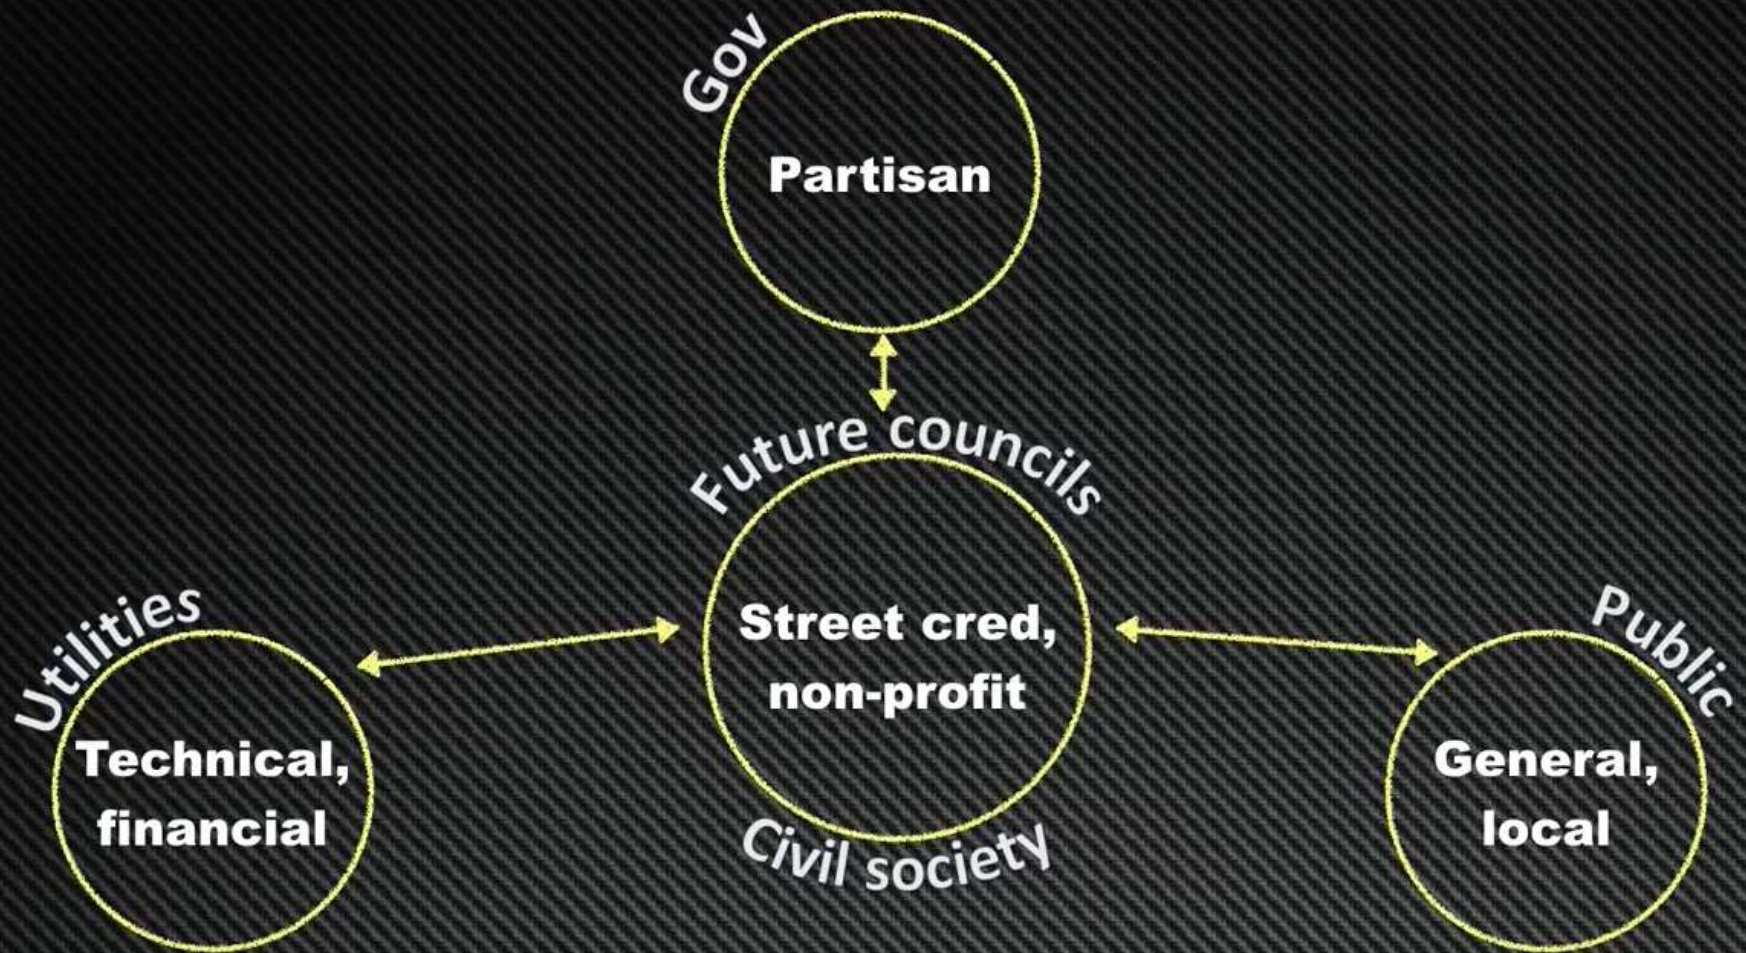 Gov
Partisan
Future councils
Street cred,
non-profit
Civil society
Utilities
Technical,
financial
Public
General,
local